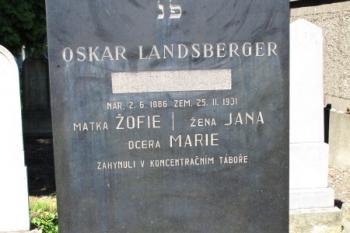 פנ
OSKAR LANDSBERGER
NAR. 2. 6. 1886 ZEM. 25. 11. 1931
MATKA ŽOFIE | ŽENA JANA
DCERA MARIE
ZAHYNULI V KONCENTRAČNÍM TÁBOŘE